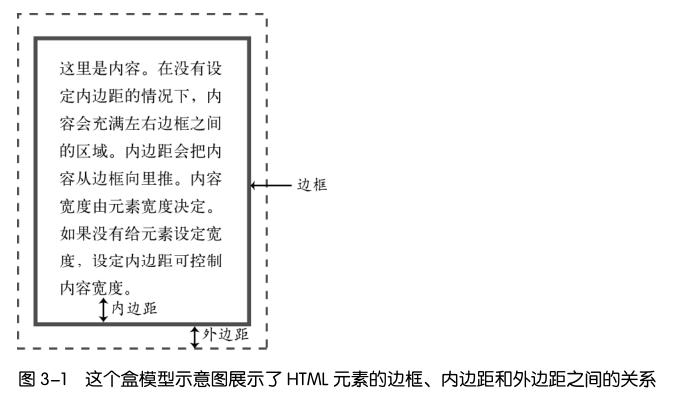 这里是内容。在没有设
定内边距的情况下，内
容会充满左右边框之间
的区域。内边距会把内
容从边框向里推。内容
宽度由元素宽度决定。
如果没有给元素设定宽
度，设定内边距可控制
内容宽度。
边框
内边距
外边距
图 3-1 这个盒模型示意图展示了 HTML 元素的边框、内边距和外边距之间的关系